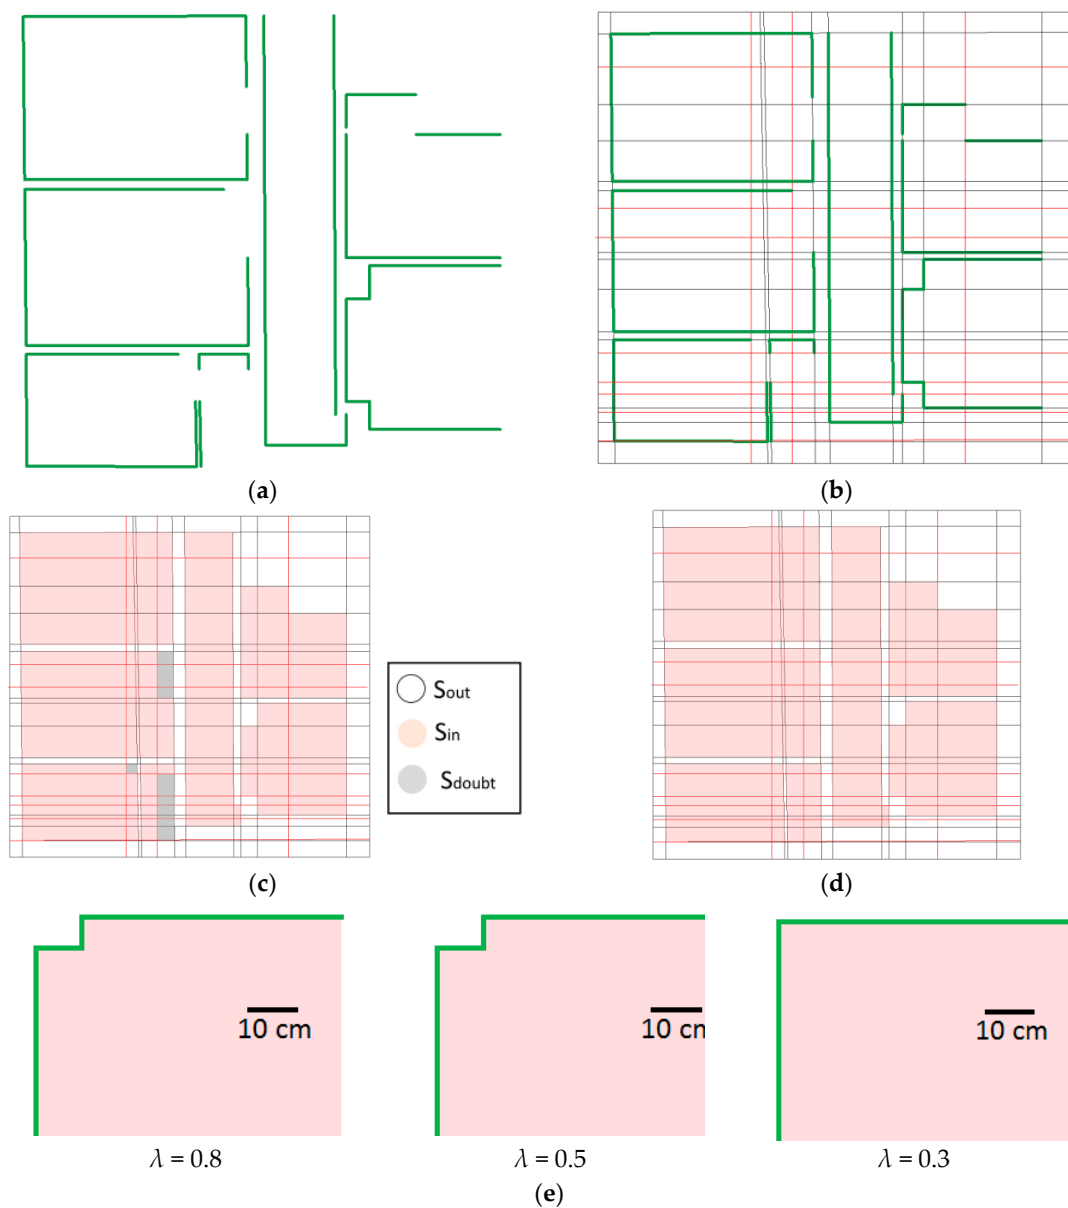 (a)
(b)
Sout
Sin
Sdoubt
(c)
(d)
10 cm
10 cm
10 cm
λ = 0.8
λ = 0.5
λ = 0.3
(e)